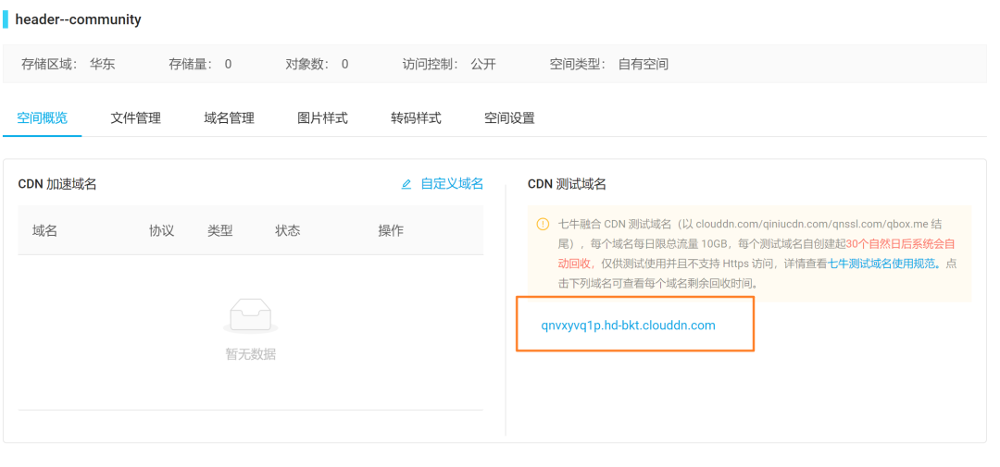 header--community
存储区域： 华东 存储量： 0 对象数： 0 访问控制： 公开 空间类型： 自有空间
空间概览 文件管理 域名管理 图片样式 转码样式 空间设置
CDN 加速域名 自定义域名
域名 协议 类型 状态 操作
暂无数据
CDN 测试域名
七牛融合 CDN 测试域名（以 clouddn.com/qiniucdn.com/qnssl.com/qbox.me 结
尾），每个域名每日限总流量 10GB，每个测试域名自创建起30个自然日后系统会自
动回收，仅供测试使用并且不支持 Https 访问，详情查看七牛测试域名使用规范。点
击下列域名可查看每个域名剩余回收时间。
qnvxyvq1p.hd-bkt.clouddn.com